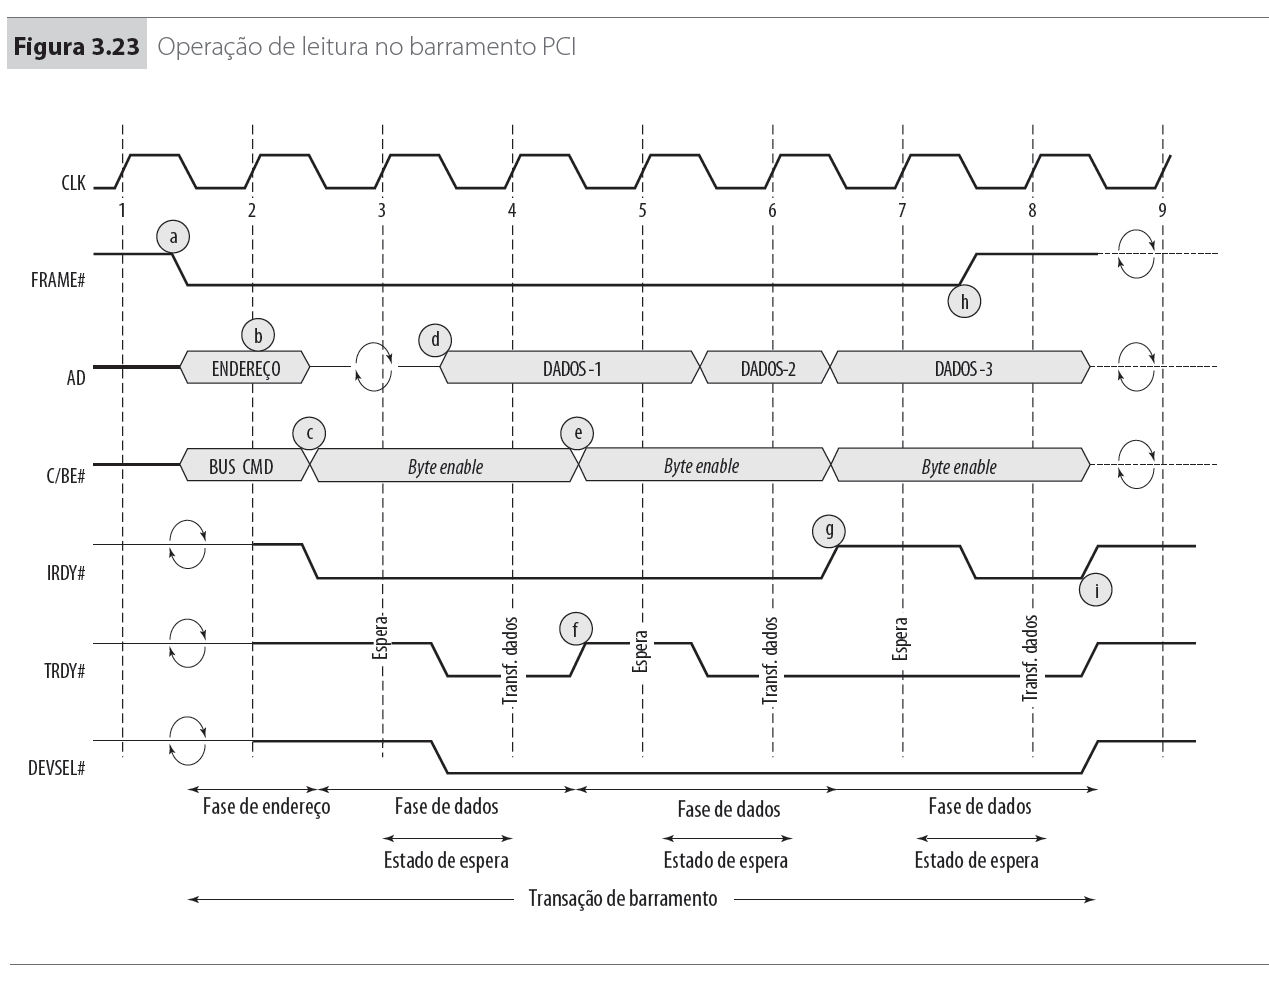 Figura 3.23 Operação de leitura no barramento PCI
CLK
1 2 3 4 5 6 7 8 9
a
FRAME#
h
b
d
ENDEREÇO DADOS-1 DADOS-2 DADOS-3
AD
c e
BUS CMD Byte enable Byte enable Byte enable
C/BE#
g
IRDY#
i
f
Espera Transf. dados Espera Transf. dados Espera Transf. dados
TRDY#
DEVSEL#
Fase de endereço Fase de dados Fase de dados Fase de dados
Estado de espera Estado de espera Estado de espera
Transação de barramento